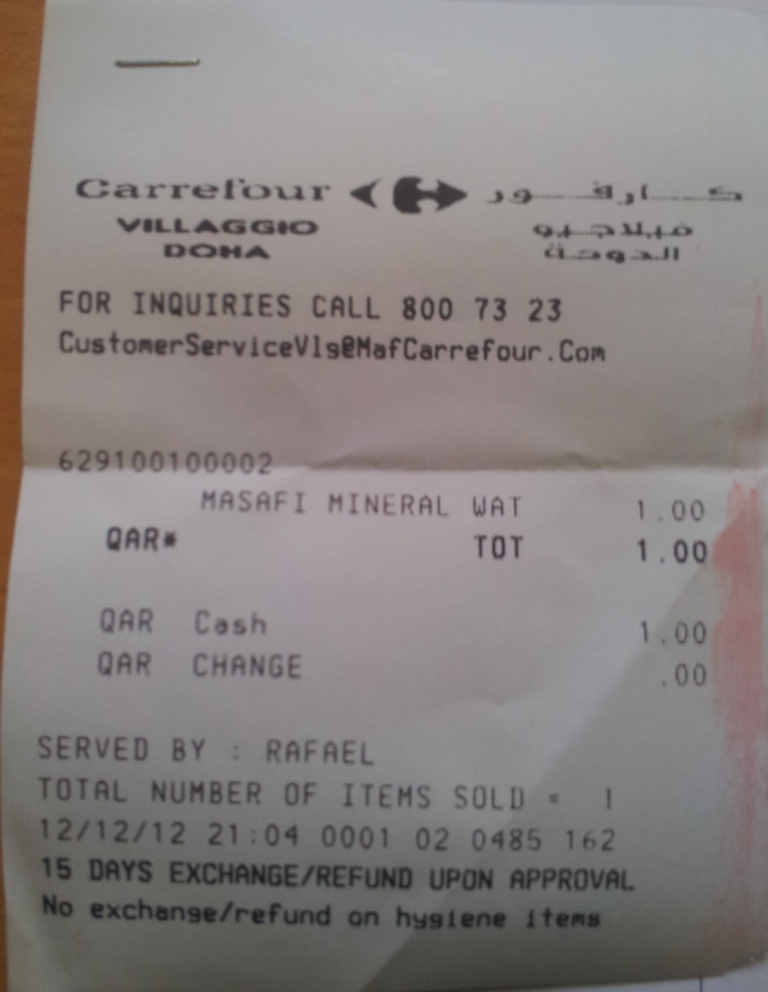 Carrefour كارفور
VILLAGGIO فيلاجيو
DOHA الدوحة
FOR INQUIRIES CALL 800 73 23
CustomerServiceVlg@MafCarrefour.Com
629100100002
MASAFI MINERAL WAT 1.00
QAR* TOT 1.00
QAR Cash 1.00
QAR CHANGE .00
SERVED BY : RAFAEL
TOTAL NUMBER OF ITEMS SOLD = 1
12/12/12 21:04 0001 02 0485 162
15 DAYS EXCHANGE/REFUND UPON APPROVAL
No exchange/refund on hygiene items